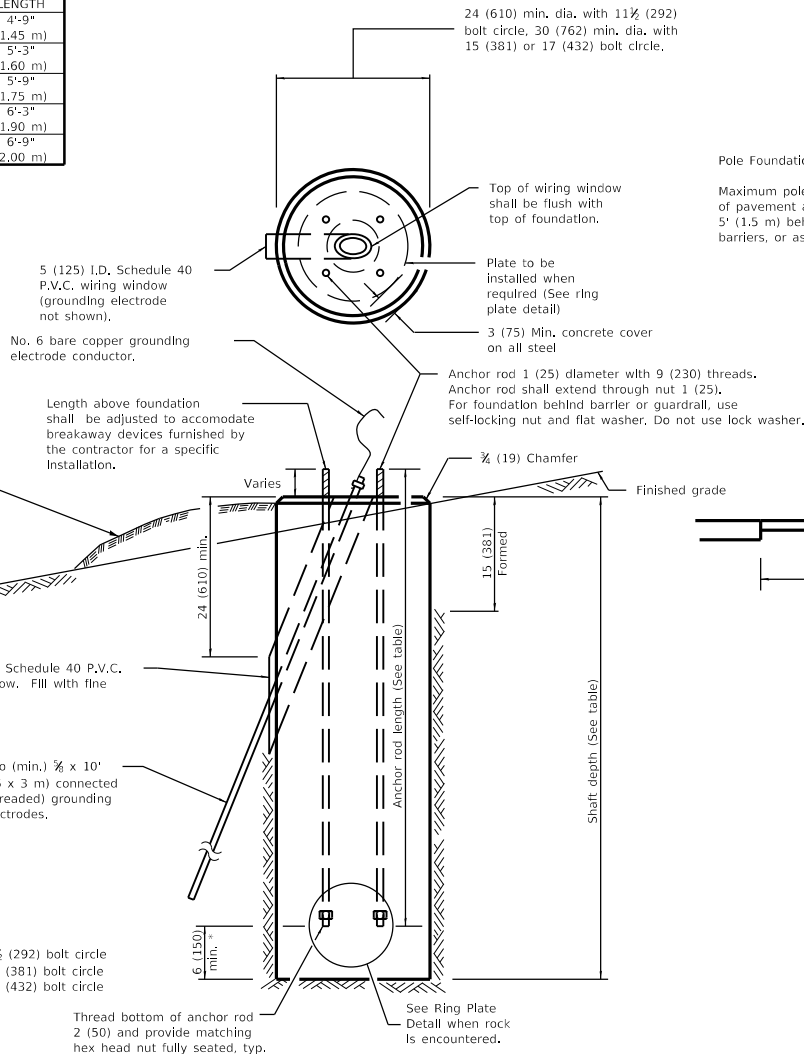 LENGTH
4'-9"
1.45 m)
5'-3"
1.60 m)
5'-9"
1.75 m)
6'-3"
1.90 m)
6'-9"
2.00 m)
24 (610) min. dia. with 11½ (292)
bolt circle, 30 (762) min. dia. with
15 (381) or 17 (432) bolt circle.
Top of wiring window
shall be flush with
top of foundation.
Pole Foundation
Maximum pole
of pavement a
5' (1.5 m) beh
barriers, or as
5 (125) I.D. Schedule 40
P.V.C. wiring window
(grounding electrode
not shown).
Plate to be
installed when
required (See ring
plate detail)
3 (75) Min. concrete cover
on all steel
No. 6 bare copper grounding
electrode conductor.
Anchor rod 1 (25) diameter with 9 (230) threads.
Anchor rod shall extend through nut 1 (25).
For foundation behind barrier or guardrail, use
self-locking nut and flat washer. Do not use lock washer.
Length above foundation
shall be adjusted to accomodate
breakaway devices furnished by
the contractor for a specific
installation.
¾ (19) Chamfer
Varies
Finished grade
24 (610) min.
15 (381)
Formed
Schedule 40 P.V.C.
ow. Fill with fine
Anchor rod length (See table)
Shaft depth (See table)
o (min.) ⅝ x 10'
x 3 m) connected
readed) grounding
ctrodes.
6 (150)
min. *
(292) bolt circle
(381) bolt circle
(432) bolt circle
Thread bottom of anchor rod
2 (50) and provide matching
hex head nut fully seated, typ.
See Ring Plate
Detail when rock
is encountered.